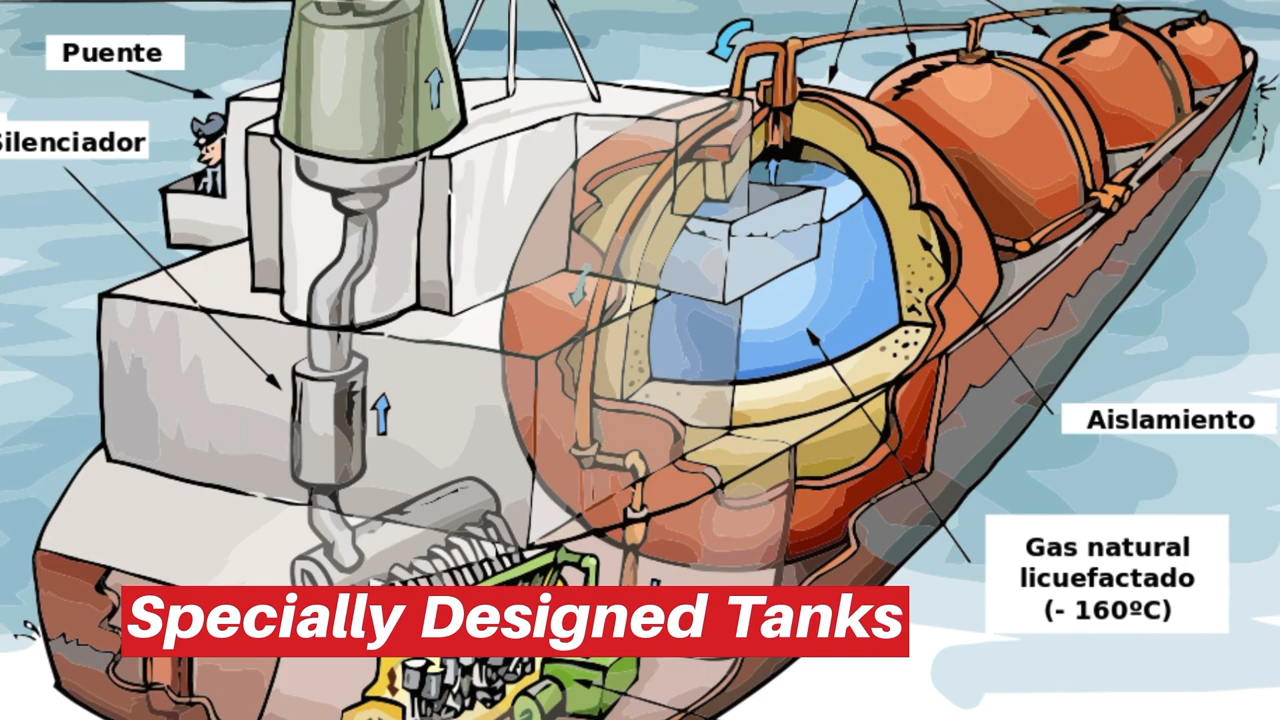 Puente
Silenciador
Aislamiento
Gas natural
licuefactado
(- 160ºC)
Specially Designed Tanks